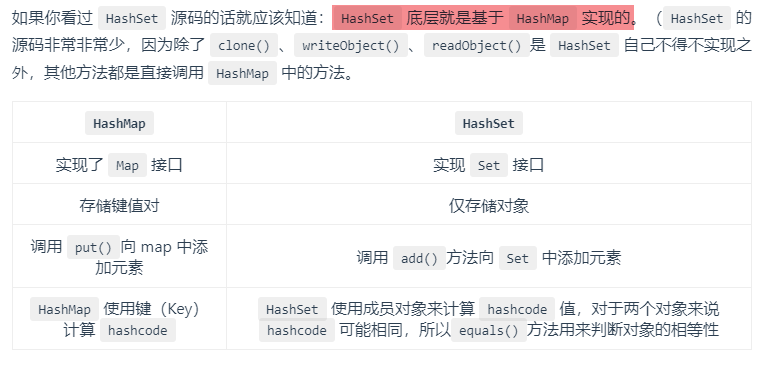 如果你看过 HashSet 源码的话就应该知道：HashSet 底层就是基于 HashMap 实现的。（HashSet 的
源码非常非常少，因为除了 clone()、writeObject()、readObject()是 HashSet 自己不得不实现之
外，其他方法都是直接调用 HashMap 中的方法。
HashMap HashSet
实现了 Map 接口 实现 Set 接口
存储键值对 仅存储对象
调用 put()向 map 中添
加元素
调用 add()方法向 Set 中添加元素
HashMap 使用键（Key）
计算 hashcode
HashSet 使用成员对象来计算 hashcode 值，对于两个对象来说
hashcode 可能相同，所以equals()方法用来判断对象的相等性